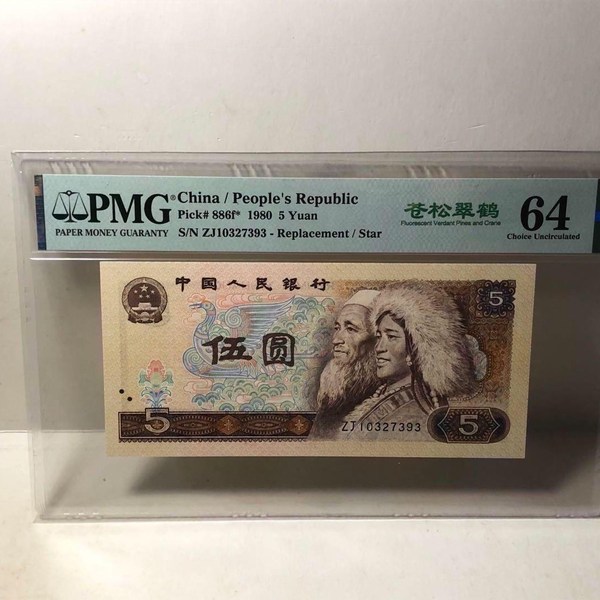 PMG
PAPER MONEY GUARANTY
China / People's Republic
Pick# 886f* 1980 5 Yuan
S/N ZJ10327393 - Replacement / Star
苍松翠鹤
Fluorescent Verdant Pines and Crane
64
Choice Uncirculated
中国人民银行
5
伍圆
5
ZJ10327393
5